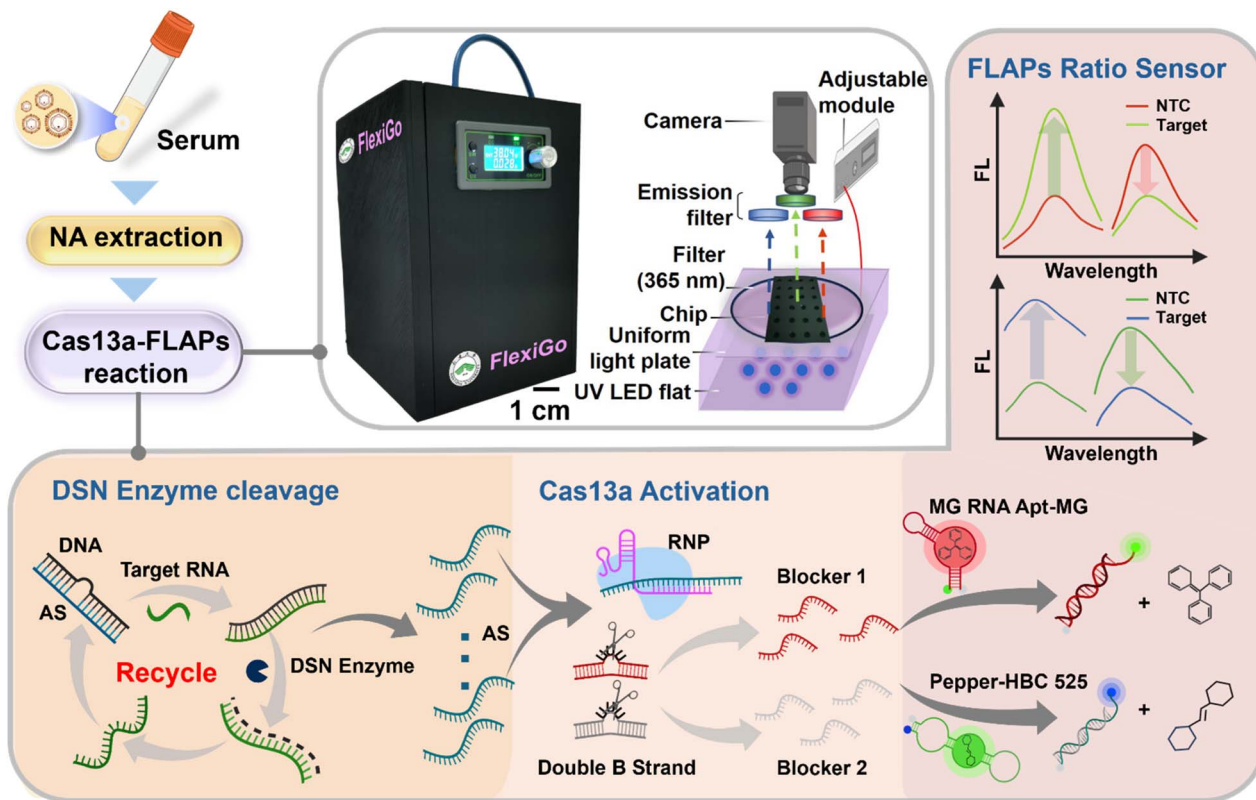 Serum
NA extraction
Cas13a-FLAPs
reaction
FlexiGo
FlexiGo
1 cm
Camera
Adjustable
module
Emission
filter
Filter
(365 nm)
Chip
Uniform
light plate
UV LED flat
FLAPs Ratio Sensor
FL
NTC
Target
Wavelength
FL
NTC
Target
Wavelength
DSN Enzyme cleavage
DNA
AS
Target RNA
Recycle
DSN Enzyme
AS
Cas13a Activation
RNP
Double B Strand
Blocker 1
Blocker 2
MG RNA Apt-MG
+
Pepper-HBC 525
+